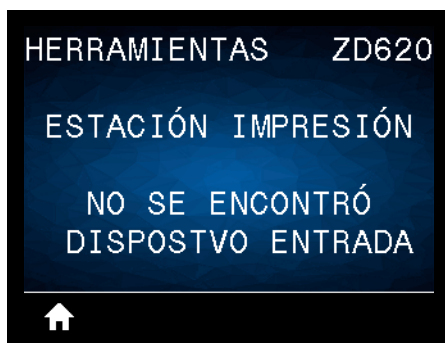 HERRAMIENTAS ZD620
ESTACIÓN IMPRESIÓN
NO SE ENCONTRÓ
DISPOSTVO ENTRADA